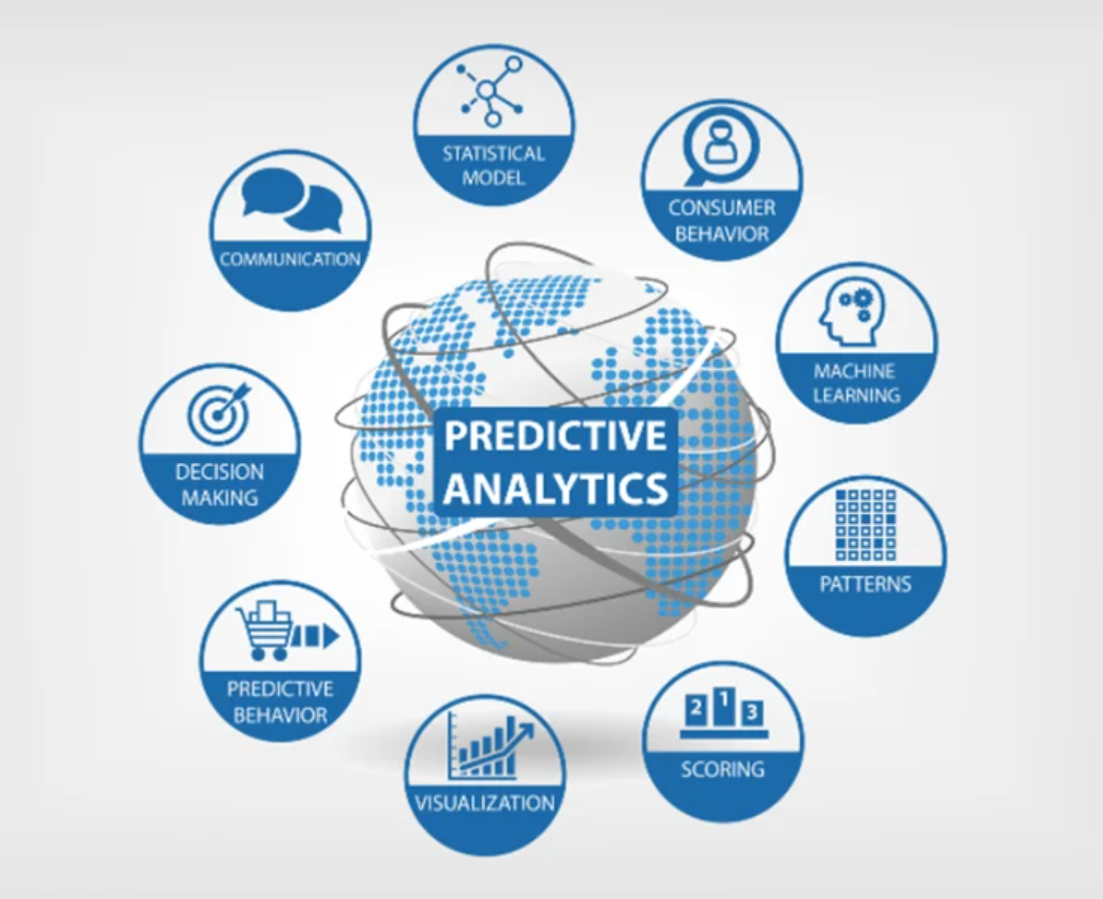 STATISTICAL
MODEL
CONSUMER
BEHAVIOR
MACHINE
LEARNING
PATTERNS
2 1 3
SCORING
VISUALIZATION
PREDICTIVE
BEHAVIOR
DECISION
MAKING
COMMUNICATION
PREDICTIVE
ANALYTICS